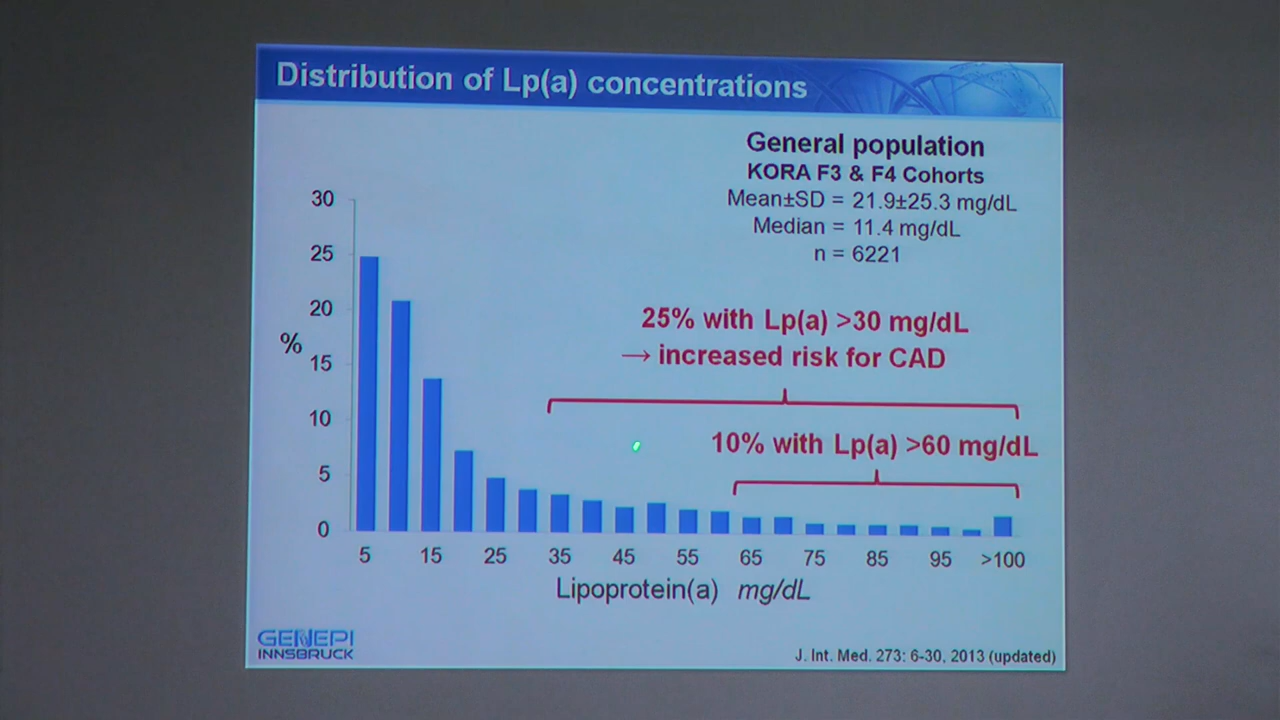 Distribution of Lp(a) concentrations
General population
KORA F3 & F4 Cohorts
Mean±SD = 21.9±25.3 mg/dL
Median = 11.4 mg/dL
n = 6221
30
25
20
%
15
10
5
0
25% with Lp(a) >30 mg/dL
→ increased risk for CAD
10% with Lp(a) >60 mg/dL
5 15 25 35 45 55 65 75 85 95 >100
Lipoprotein(a) mg/dL
GENEPI
INNSBRUCK
J. Int. Med. 273: 6-30, 2013 (updated)